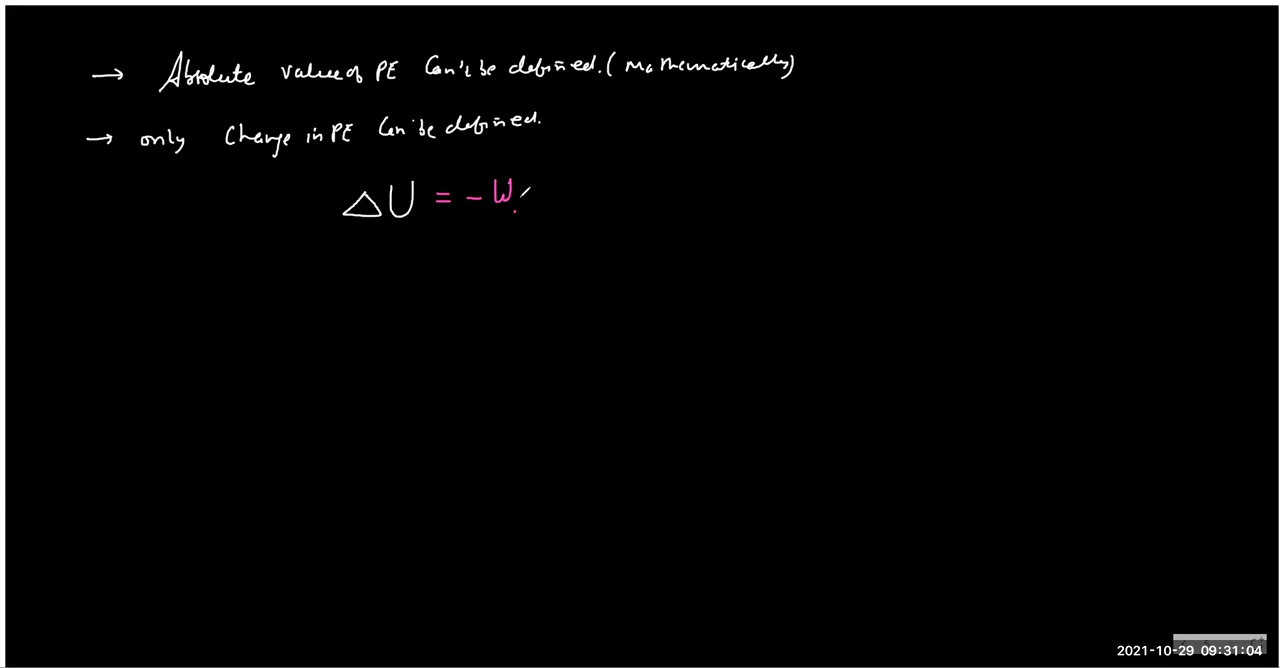 → Absolute value of PE Can't be defined. (Mathematically)
→ only Change in PE Can be defined.
ΔU = - W
2021-10-29 09:31:04